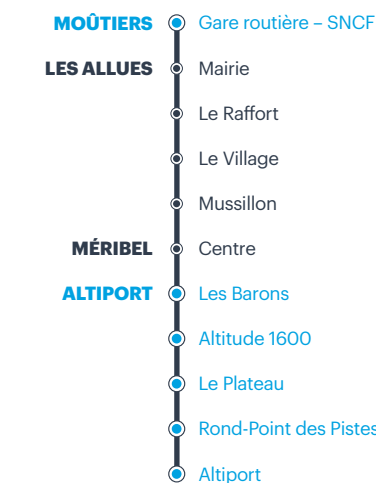 MOÛTIERS Gare routière – SNCF
LES ALLUES Mairie
Le Raffort
Le Village
Mussillon
MÉRIBEL Centre
ALTIPORT Les Barons
Altitude 1600
Le Plateau
Rond-Point des Pistes
Altiport